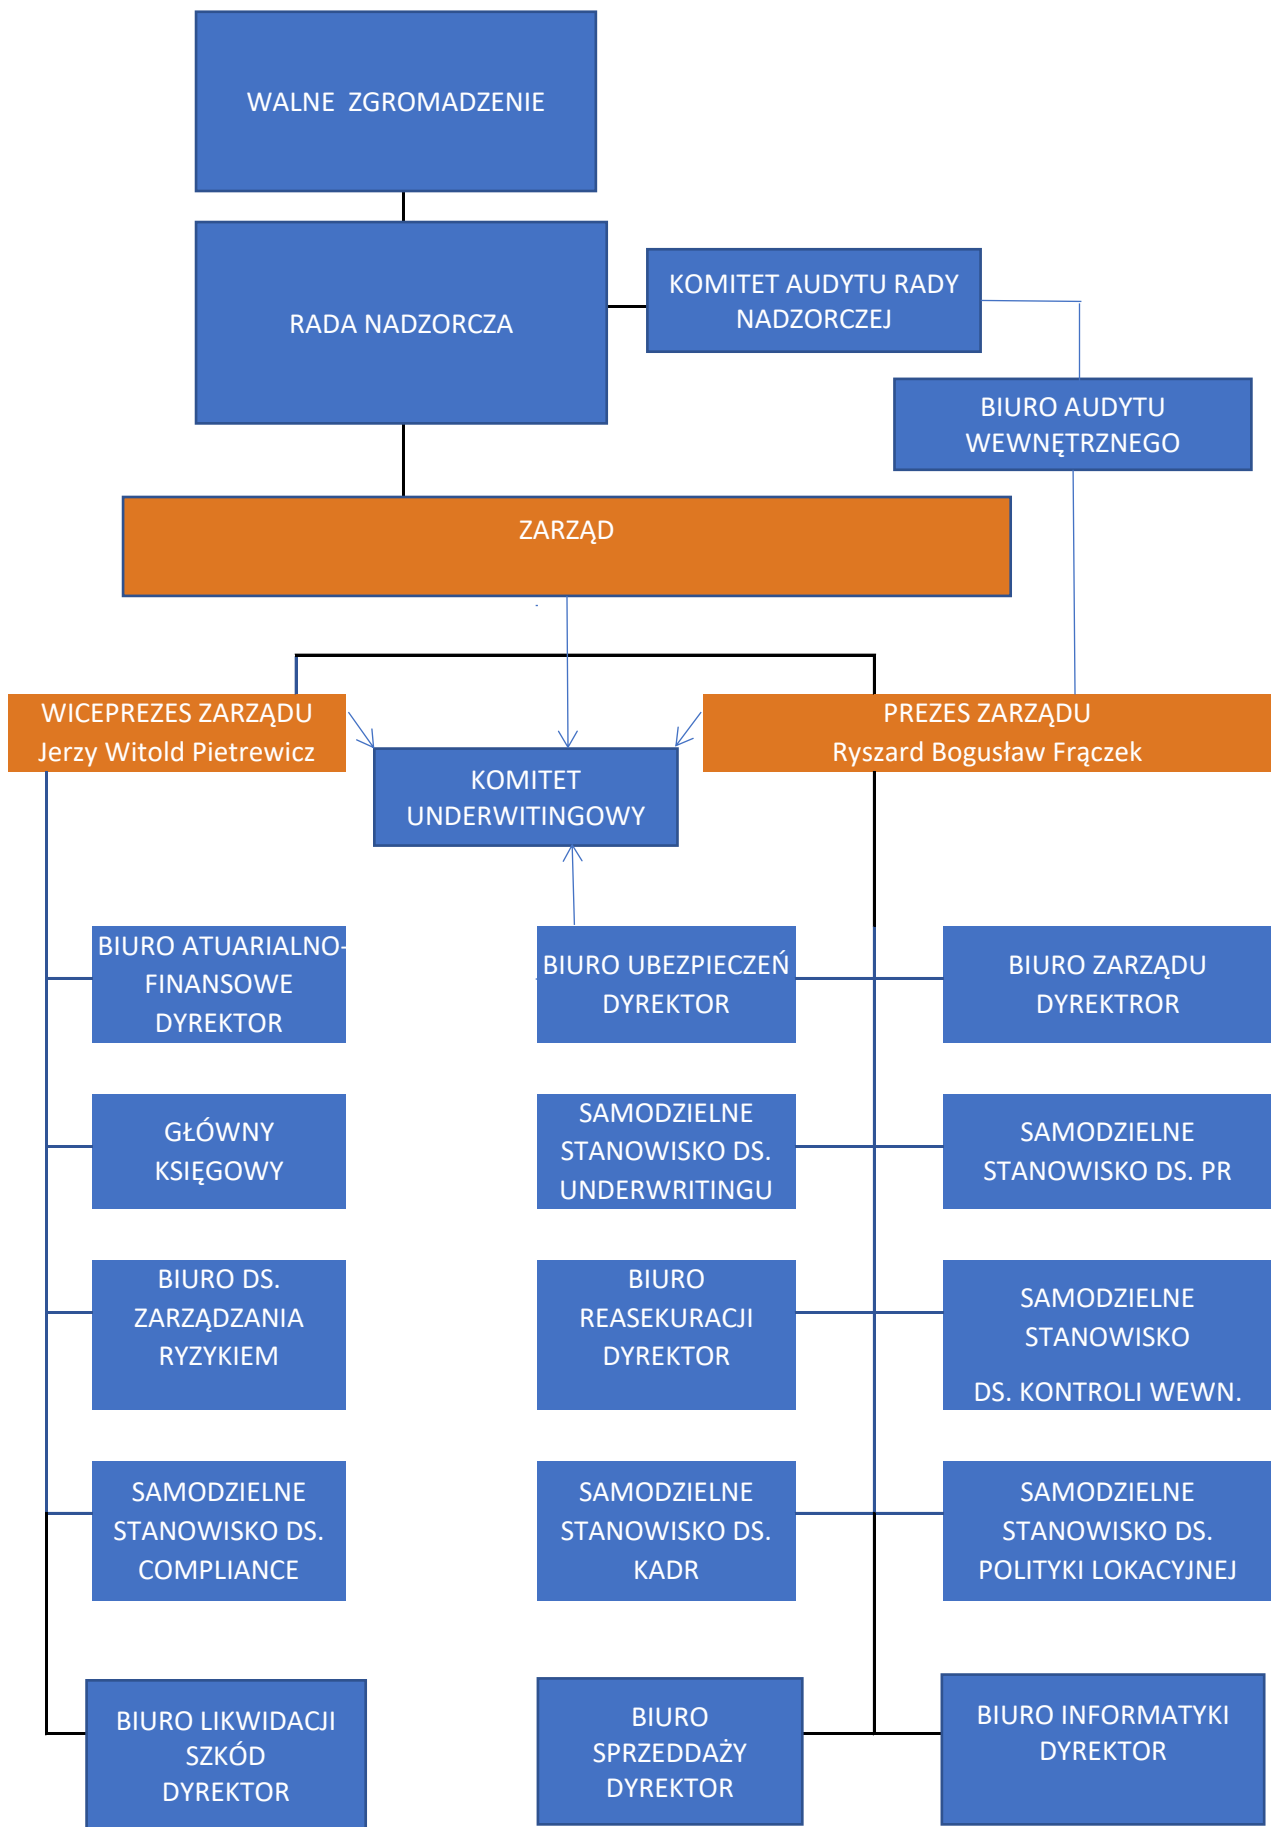 WALNE  ZGROMADZENIE
RADA NADZORCZA
KOMITET AUDYTU RADY
NADZORCZEJ
BIURO AUDYTU
WEWNĘTRZNEGO
ZARZĄD
WICEPREZES ZARZĄDU
Jerzy Witold Pietrewicz
PREZES ZARZĄDU
Ryszard Bogusław Frączek
KOMITET
UNDERWITINGOWY
BIURO ATUARIALNO-
FINANSOWE
DYREKTOR
BIURO UBEZPIECZEŃ
DYREKTOR
BIURO ZARZĄDU
DYREKTROR
GŁÓWNY
KSIĘGOWY
SAMODZIELNE
STANOWISKO DS.
UNDERWRITINGU
SAMODZIELNE
STANOWISKO DS. PR
BIURO DS.
ZARZĄDZANIA
RYZYKIEM
BIURO
REASEKURACJI
DYREKTOR
SAMODZIELNE
STANOWISKO
DS. KONTROLI WEWN.
SAMODZIELNE
STANOWISKO DS.
COMPLIANCE
SAMODZIELNE
STANOWISKO DS.
KADR
SAMODZIELNE
STANOWISKO DS.
POLITYKI LOKACYJNEJ
BIURO LIKWIDACJI
SZKÓD
DYREKTOR
BIURO
SPRZEDDAŻY
DYREKTOR
BIURO INFORMATYKI
DYREKTOR